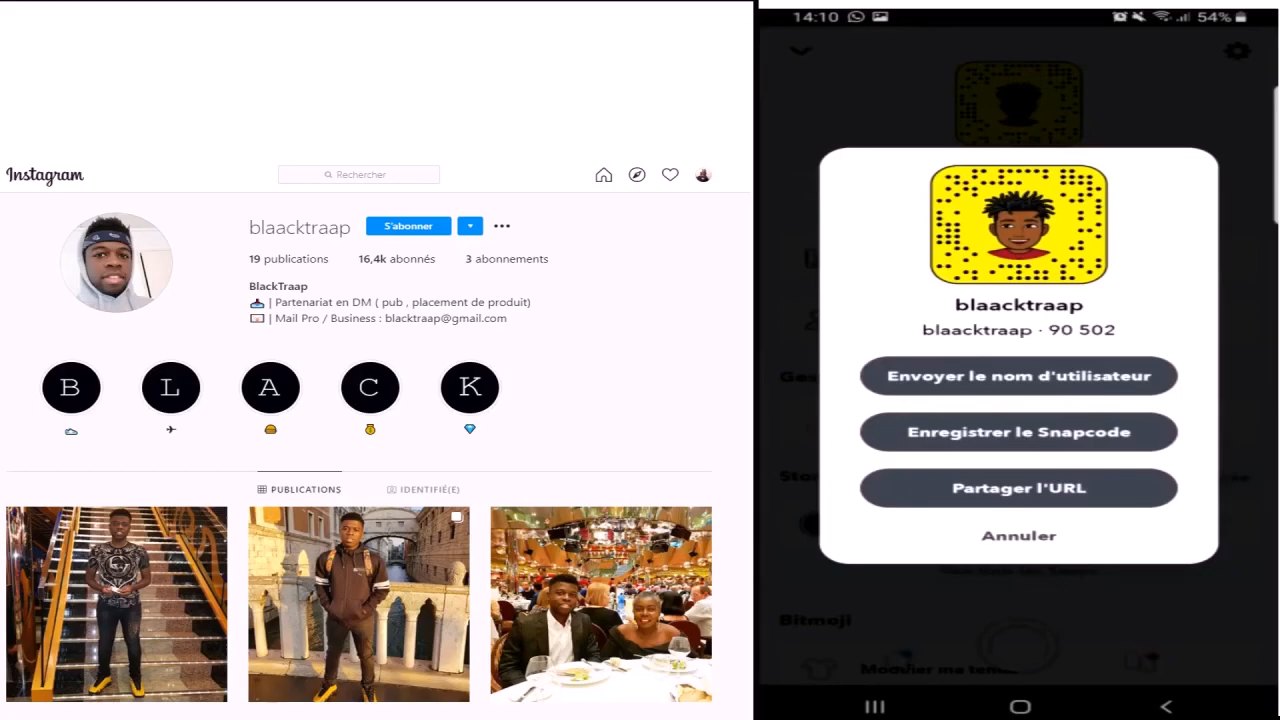 Instagram
Rechercher
blaacktraap S'abonner
19 publications 16,4k abonnés 3 abonnements
BlackTraap
| Partenariat en DM ( pub , placement de produit)
| Mail Pro / Business : blacktraap@gmail.com
B L A C K
PUBLICATIONS IDENTIFIÉ(E)
14:10 54%
blaacktraap
blaacktraap · 90 502
Envoyer le nom d'utilisateur
Enregistrer le Snapcode
Partager l'URL
Annuler
Bitmoji